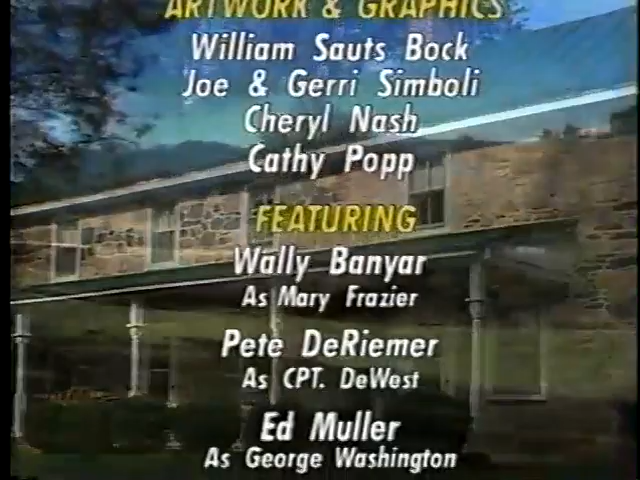 ARTWORK & GRAPHICS
William Sauts Bock
Joe & Gerri Simboli
Cheryl Nash
Cathy Popp
FEATURING
Wally Banyar
As Mary Frazier
Pete DeRiemer
As CPT. DeWest
Ed Muller
As George Washington